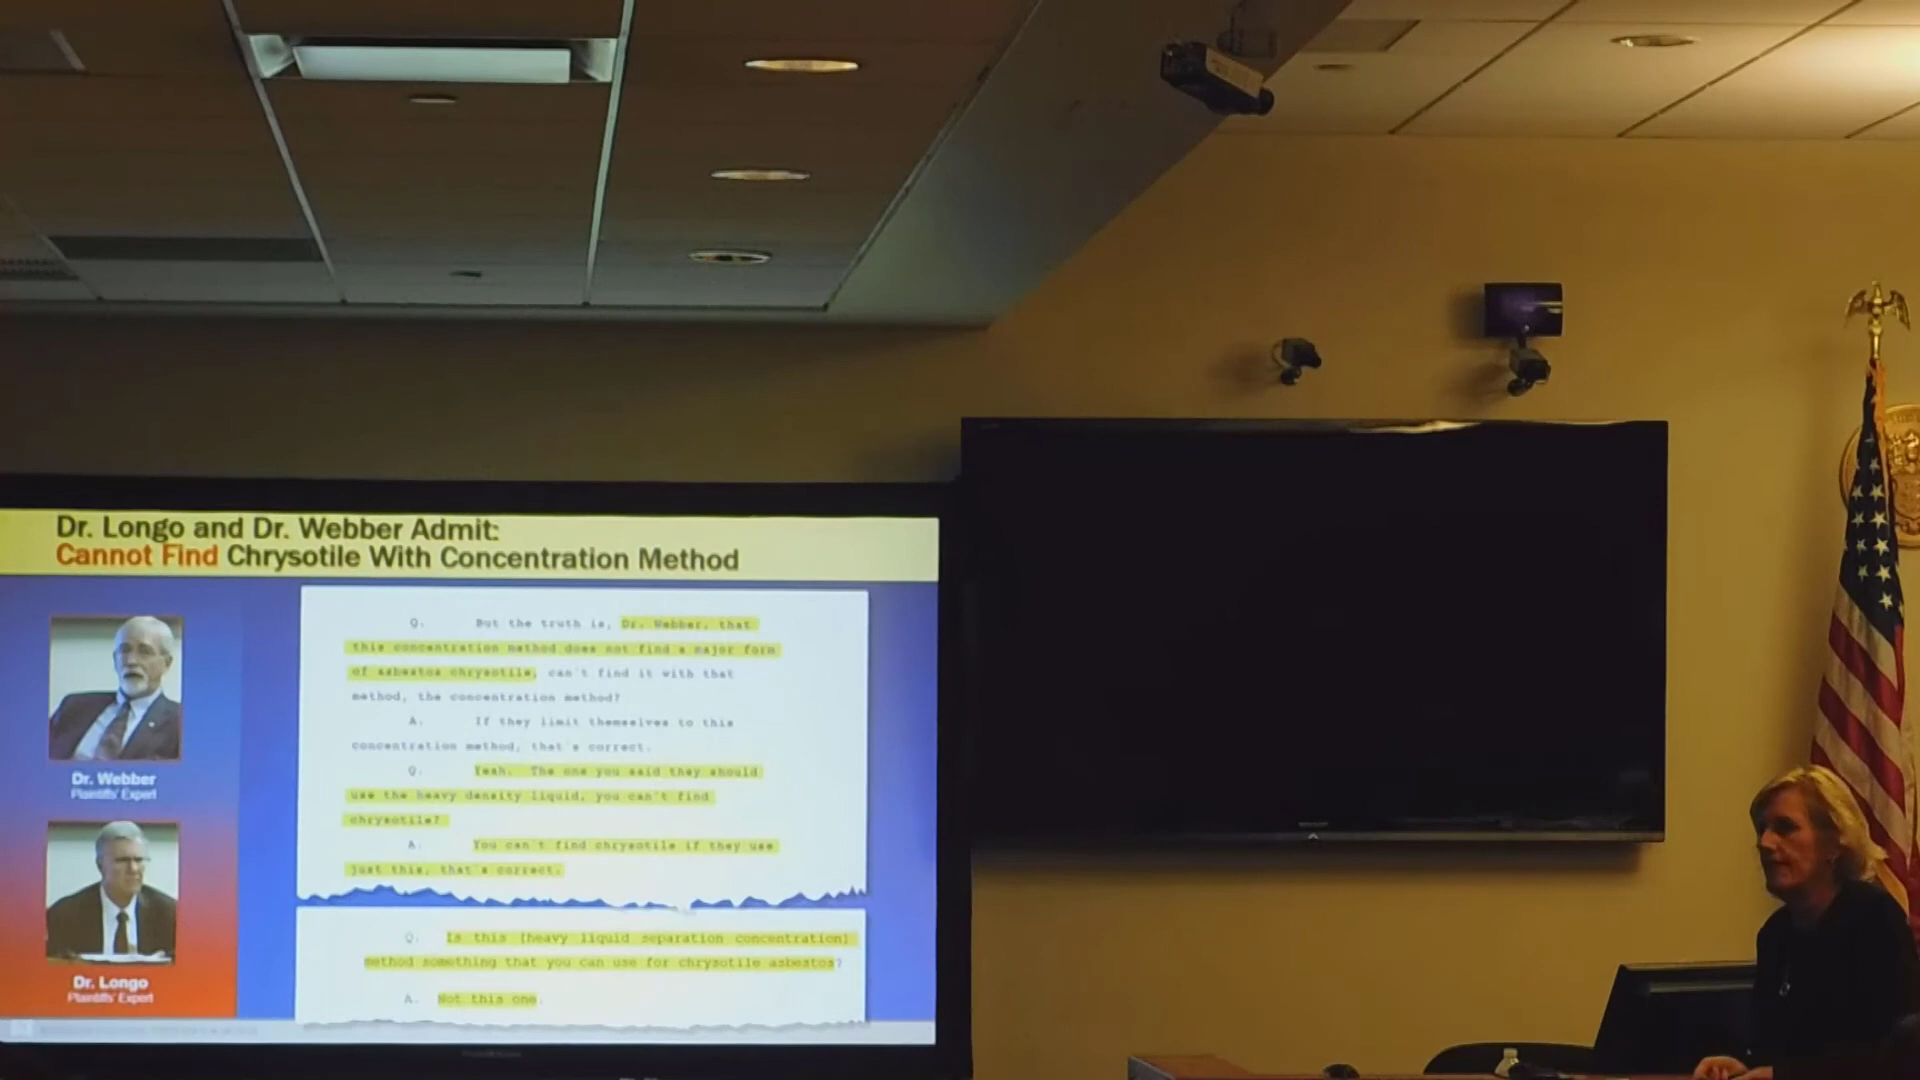 Dr. Longo and Dr. Webber Admit:
Cannot Find Chrysotile With Concentration Method
Q. But the truth is, Dr. Webber, that
this concentration method does not find a major form
of asbestos chrysotile, can't find it with that
method, the concentration method?
A. If they limit themselves to this
concentration method, that's correct.
Q. Yeah. The one you said they should
use the heavy density liquid, you can't find
chrysotile?
A. You can't find chrysotile if they use
just this, that's correct.
Dr. Webber
Plaintiffs' Expert
Q. Is this [heavy liquid separation concentration]
method something that you can use for chrysotile asbestos?
A. Not this one.
Dr. Longo
Plaintiffs' Expert